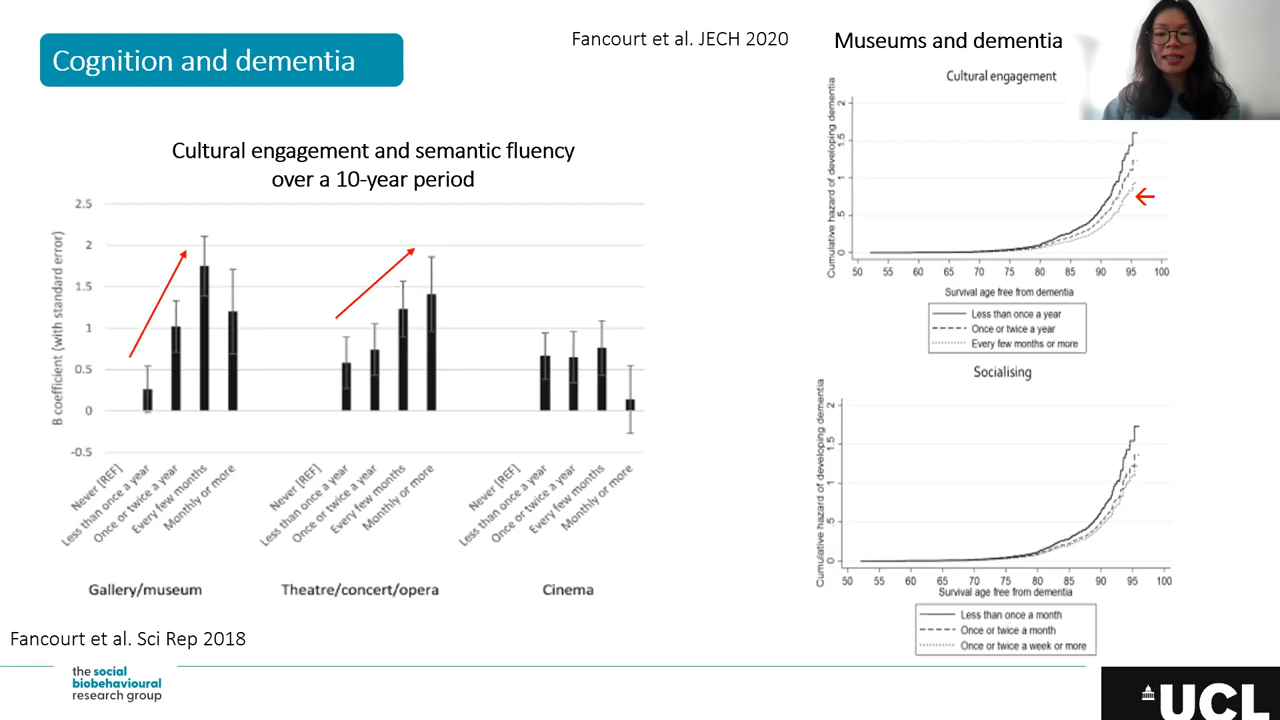 Cognition and dementia
Fancourt et al. JECH 2020
Museums and dementia
Cultural engagement and semantic fluency
over a 10-year period
B coefficient (with standard error)
2.5
2
1.5
1
0.5
0
-0.5
Never [REF]
Less than once a year
Once or twice a year
Every few months
Monthly or more
Never [REF]
Less than once a year
Once or twice a year
Every few months
Monthly or more
Never [REF]
Less than once a year
Once or twice a year
Every few months
Monthly or more
Gallery/museum
Theatre/concert/opera
Cinema
Fancourt et al. Sci Rep 2018
Cultural engagement
Cumulative hazard of developing dementia
2
1.5
1
.5
0
50 55 60 65 70 75 80 85 90 95 100
Survival age free from dementia
Less than once a year
Once or twice a year
Every few months or more
Socialising
Cumulative hazard of developing dementia
2
1.5
1
.5
0
50 55 60 65 70 75 80 85 90 95 100
Survival age free from dementia
Less than once a month
Once or twice a month
Once or twice a week or more
the social
biobehavioural
research group
UCL